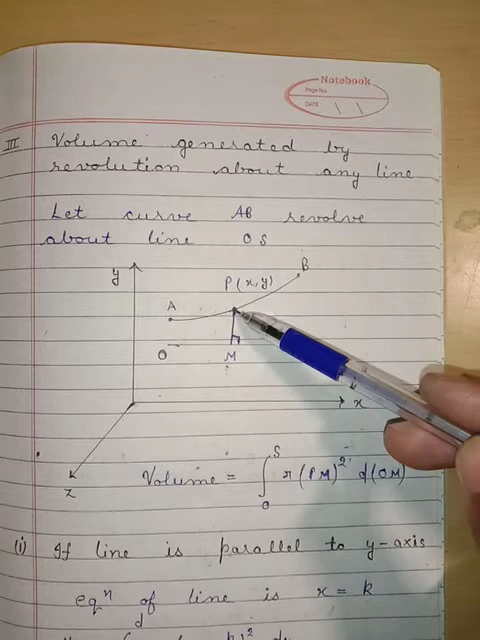 Notebook
Page No.
DATE
III Volume generated by
revolution about any line
Let curve AB revolve
about line OS
y
B
P(x,y)
A
O
M
x
z
S
Volume = ∫ π (PM)² d(OM)
O
(i) If line is parallel to y-axis
eqⁿ of line is x = k
d